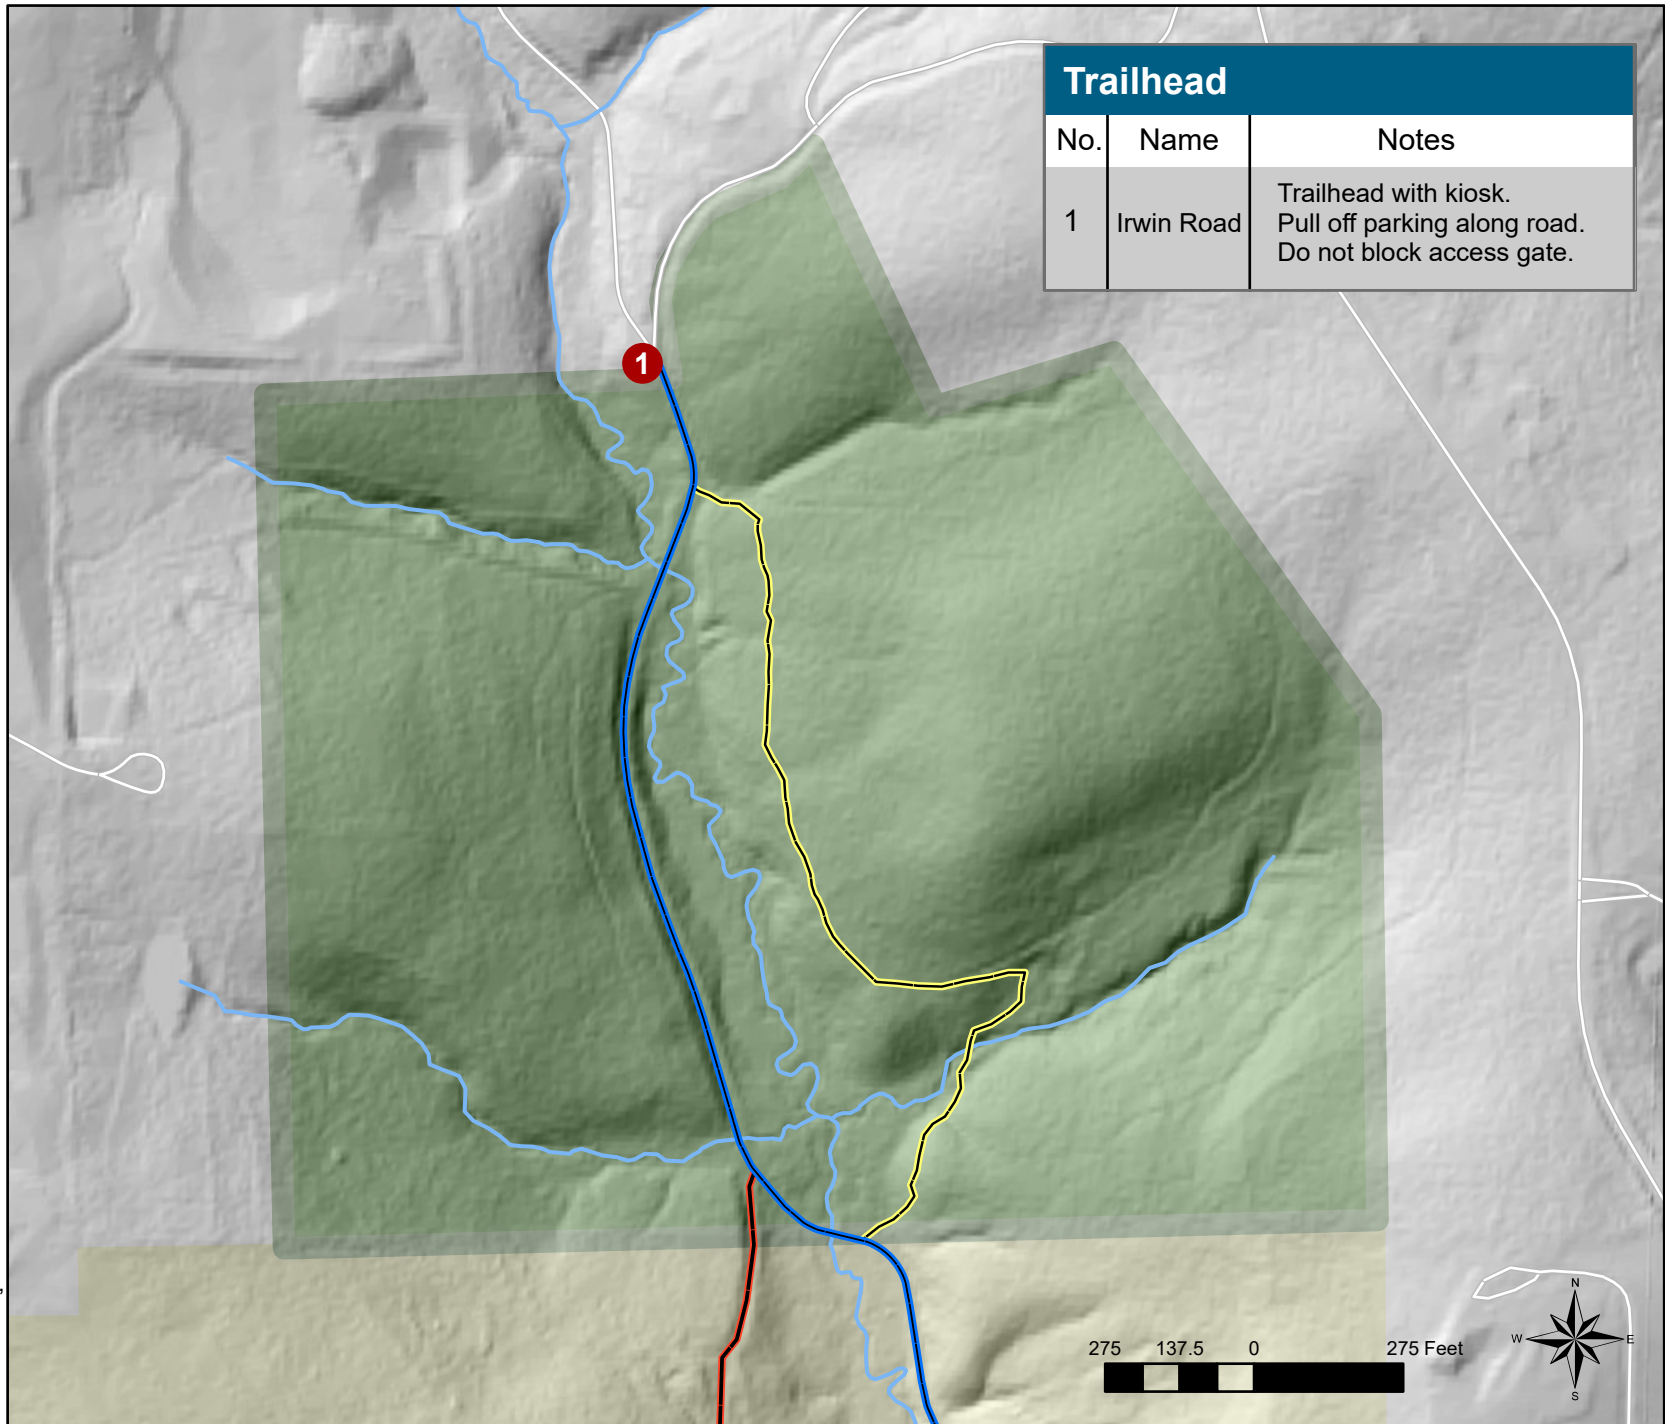 Trailhead
No. Name Notes
1 Irwin Road
Trailhead with kiosk.
Pull off parking along road.
Do not block access gate.
1
275 137.5 0 275 Feet
N
W E
S